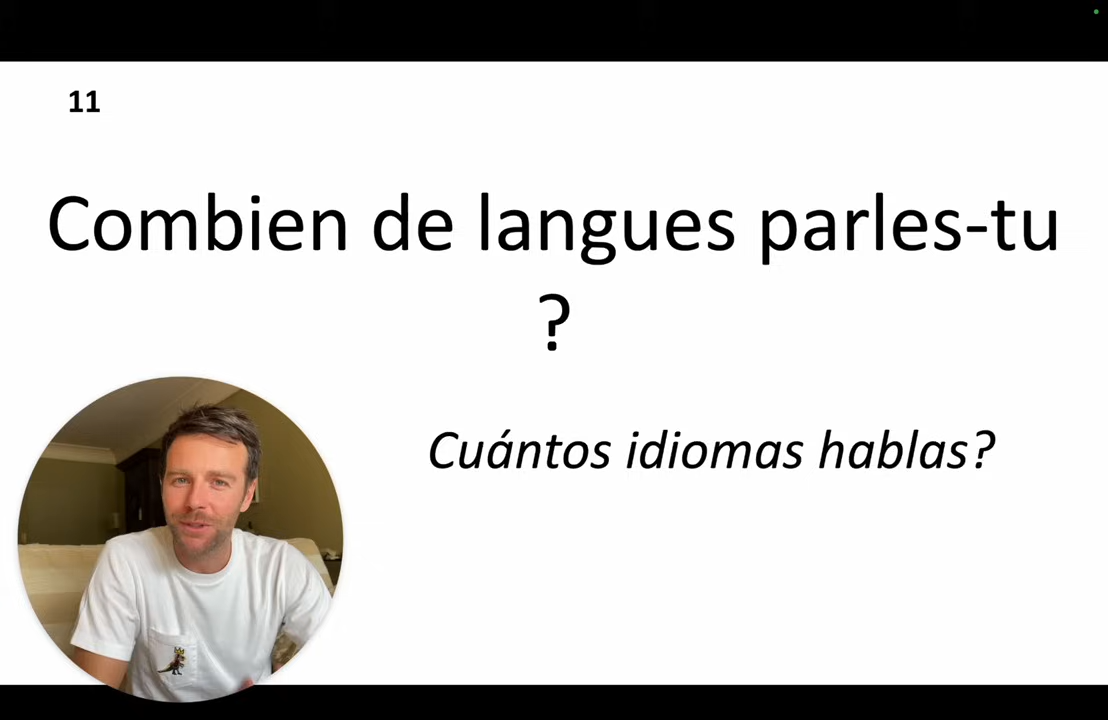 11
Combien de langues parles-tu
?
Cuántos idiomas hablas?